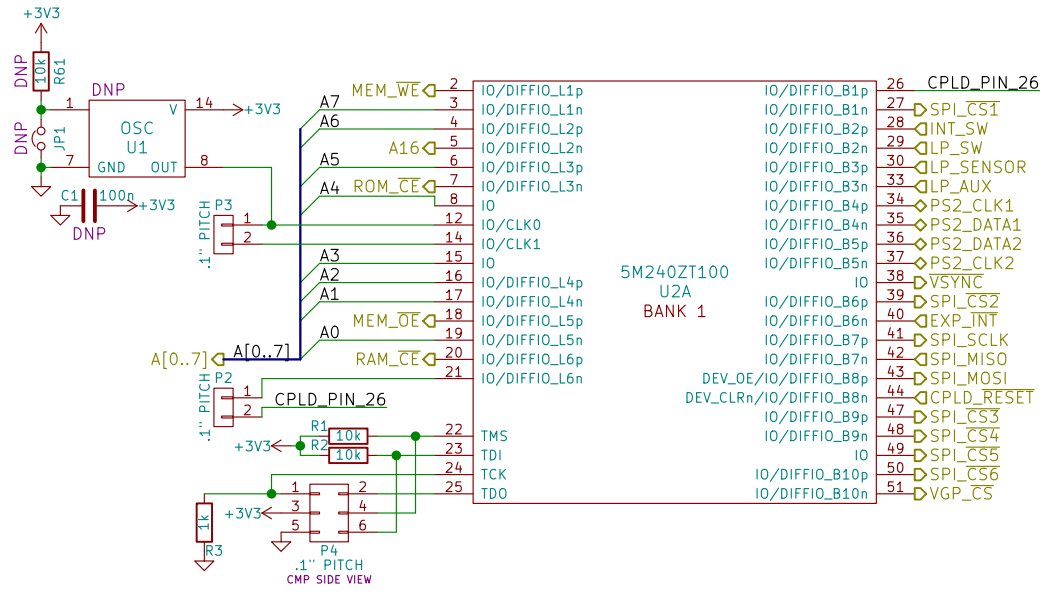 +3V3
DNP
10k
R61
DNP
1
V
14
+3V3
OSC
U1
DNP
JP1
7
GND
OUT
8
C1
100n
+3V3
DNP
P3
1
2
.1" PITCH
A7
A6
A5
A4
A3
A2
A1
A0
A[0..7]
A[0..7]
P2
1
2
.1" PITCH
CPLD_PIN_26
+3V3
R1
10k
R2
10k
1k
R3
+3V3
1
2
3
4
5
6
P4
.1" PITCH
CMP SIDE VIEW
MEM_WE 2 IO/DIFFIO_L1p
3 IO/DIFFIO_L1n
4 IO/DIFFIO_L2p
A16 5 IO/DIFFIO_L2n
6 IO/DIFFIO_L3p
ROM_CE 7 IO/DIFFIO_L3n
8 IO
12 IO/CLK0
14 IO/CLK1
15 IO
16 IO/DIFFIO_L4p
17 IO/DIFFIO_L4n
MEM_OE 18 IO/DIFFIO_L5p
19 IO/DIFFIO_L5n
RAM_CE 20 IO/DIFFIO_L6p
21 IO/DIFFIO_L6n
22 TMS
23 TDI
24 TCK
25 TDO
5M240ZT100
U2A
BANK 1
IO/DIFFIO_B1p 26 CPLD_PIN_26
IO/DIFFIO_B1n 27 SPI_CS1
IO/DIFFIO_B2p 28 INT_SW
IO/DIFFIO_B2n 29 LP_SW
IO/DIFFIO_B3p 30 LP_SENSOR
IO/DIFFIO_B3n 33 LP_AUX
IO/DIFFIO_B4p 34 PS2_CLK1
IO/DIFFIO_B4n 35 PS2_DATA1
IO/DIFFIO_B5p 36 PS2_DATA2
IO/DIFFIO_B5n 37 PS2_CLK2
IO 38 VSYNC
IO/DIFFIO_B6p 39 SPI_CS2
IO/DIFFIO_B6n 40 EXP_INT
IO/DIFFIO_B7p 41 SPI_SCLK
IO/DIFFIO_B7n 42 SPI_MISO
DEV_OE/IO/DIFFIO_B8p 43 SPI_MOSI
DEV_CLRn/IO/DIFFIO_B8n 44 CPLD_RESET
IO/DIFFIO_B9p 47 SPI_CS3
IO/DIFFIO_B9n 48 SPI_CS4
IO 49 SPI_CS5
IO/DIFFIO_B10p 50 SPI_CS6
IO/DIFFIO_B10n 51 VGP_CS